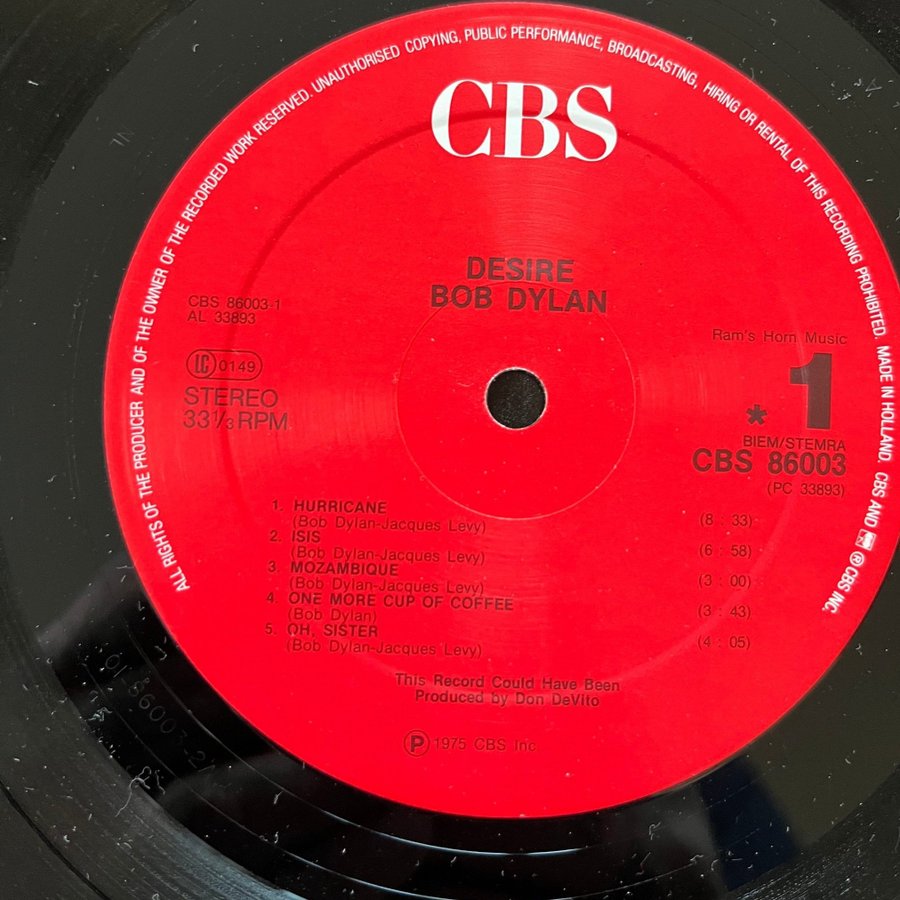 ALL RIGHTS OF THE PRODUCER AND OF THE OWNER OF THE RECORDED WORK RESERVED. UNAUTHORISED COPYING, PUBLIC PERFORMANCE, BROADCASTING, HIRING OR RENTAL OF THIS RECORDING PROHIBITED. MADE IN HOLLAND. CBS AND ℗ CBS INC.
CBS
DESIRE
BOB DYLAN
CBS 86003-1
AL 33893
LC 0149
STEREO
33⅓ RPM
Ram's Horn Music
* 1
BIEM/STEMRA
CBS 86003
(PC 33893)
1. HURRICANE
(Bob Dylan-Jacques Levy) (8 : 33)
2. ISIS
(Bob Dylan-Jacques Levy) (6 : 58)
3. MOZAMBIQUE
(Bob Dylan-Jacques Levy) (3 : 00)
4. ONE MORE CUP OF COFFEE
(Bob Dylan) (3 : 43)
5. OH, SISTER
(Bob Dylan-Jacques Levy) (4 : 05)
This Record Could Have Been
Produced by Don DeVito
℗ 1975 CBS Inc